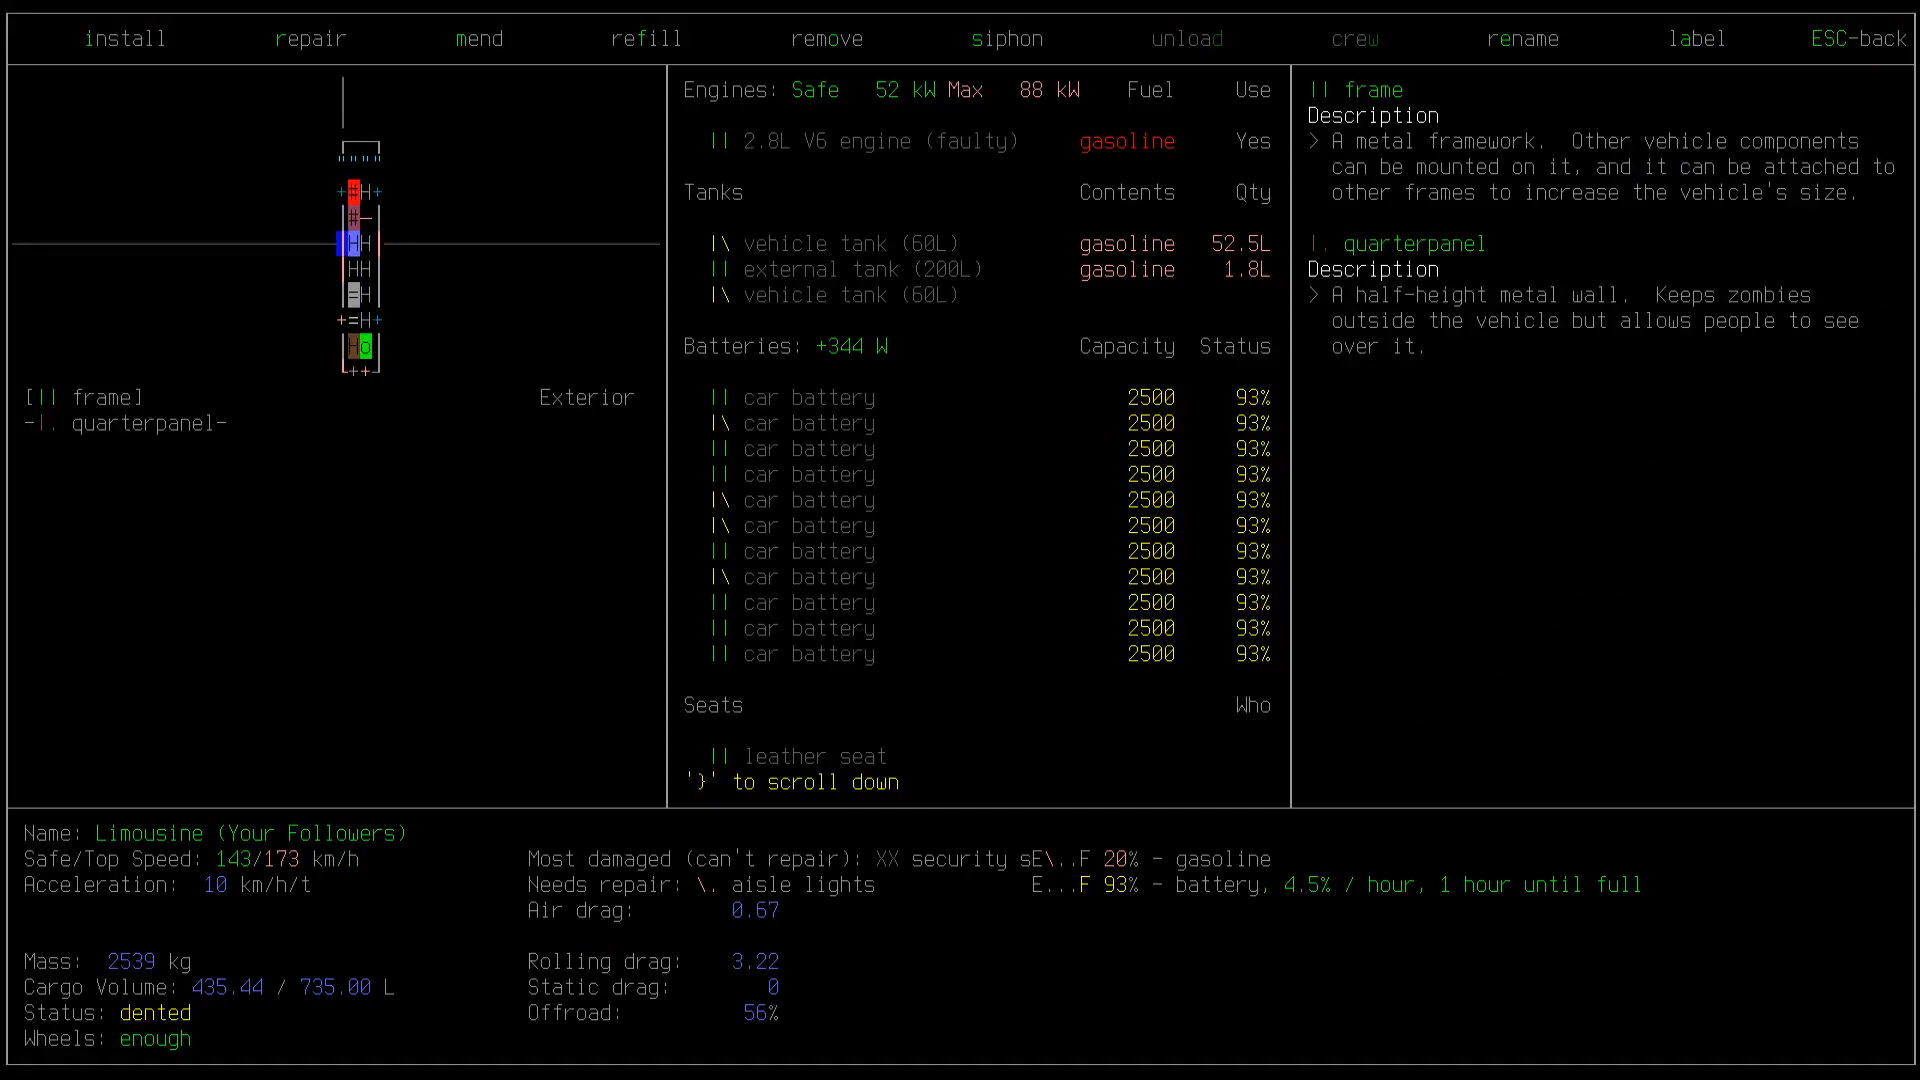 install repair mend refill remove siphon unload crew rename label ESC-back
Engines: Safe 52 kW Max 88 kW Fuel Use
|| 2.8L V6 engine (faulty) gasoline Yes
Tanks Contents Qty
|\ vehicle tank (60L) gasoline 52.5L
|| external tank (200L) gasoline 1.8L
|\ vehicle tank (60L)
Batteries: +344 W Capacity Status
|| car battery 2500 93%
|\ car battery 2500 93%
|| car battery 2500 93%
|| car battery 2500 93%
|\ car battery 2500 93%
|\ car battery 2500 93%
|| car battery 2500 93%
|\ car battery 2500 93%
|| car battery 2500 93%
|| car battery 2500 93%
|| car battery 2500 93%
Seats Who
|| leather seat
'}' to scroll down
[|| frame] Exterior
-|. quarterpanel-
|| frame
Description
> A metal framework. Other vehicle components
can be mounted on it, and it can be attached to
other frames to increase the vehicle's size.
|. quarterpanel
Description
> A half-height metal wall. Keeps zombies
outside the vehicle but allows people to see
over it.
Name: Limousine (Your Followers)
Safe/Top Speed: 143/173 km/h
Acceleration: 10 km/h/t
Mass: 2539 kg
Cargo Volume: 435.44 / 735.00 L
Status: dented
Wheels: enough
Most damaged (can't repair): XX security sE\..F 20% - gasoline
Needs repair: \. aisle lights E...F 93% - battery, 4.5% / hour, 1 hour until full
Air drag: 0.67
Rolling drag: 3.22
Static drag: 0
Offroad: 56%